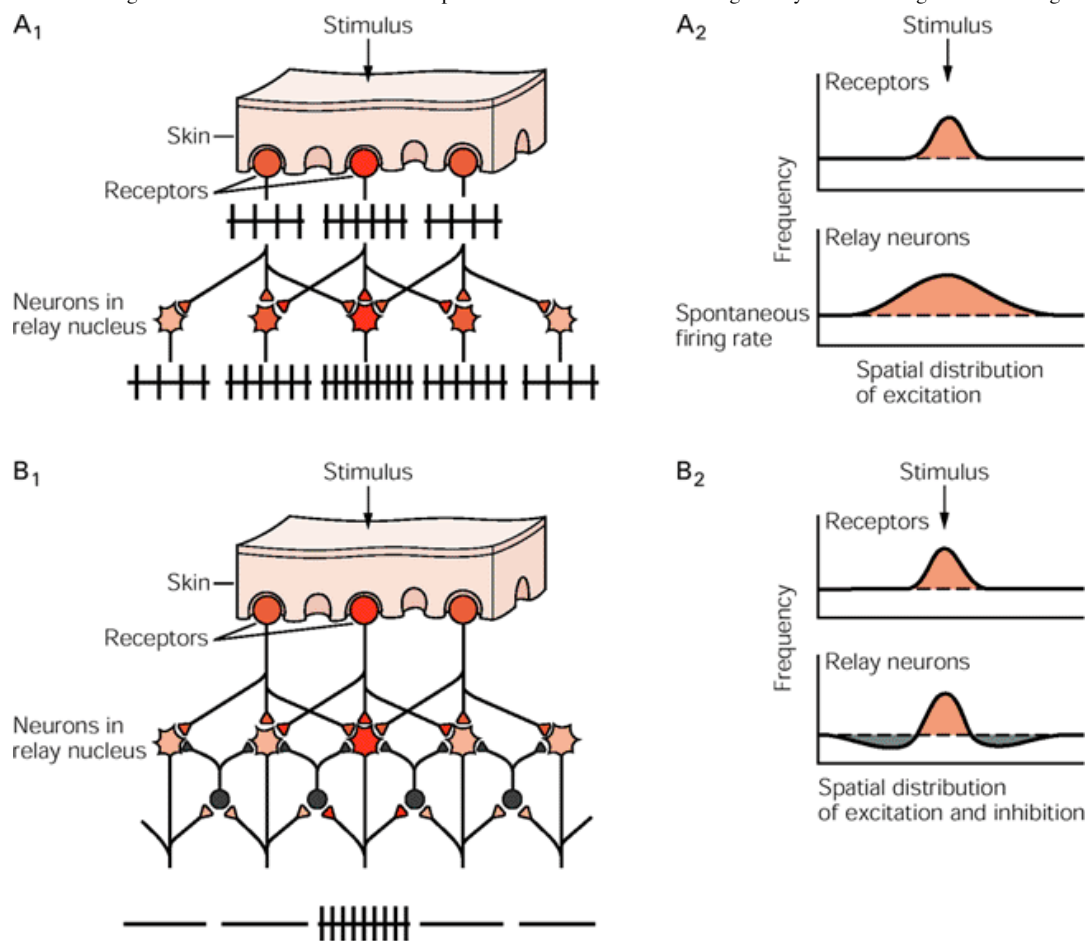 A1
Stimulus
Skin
Receptors
Neurons in
relay nucleus
A2
Stimulus
Receptors
Frequency
Relay neurons
Spontaneous
firing rate
Spatial distribution
of excitation
B1
Stimulus
Skin
Receptors
Neurons in
relay nucleus
B2
Stimulus
Receptors
Frequency
Relay neurons
Spatial distribution
of excitation and inhibition